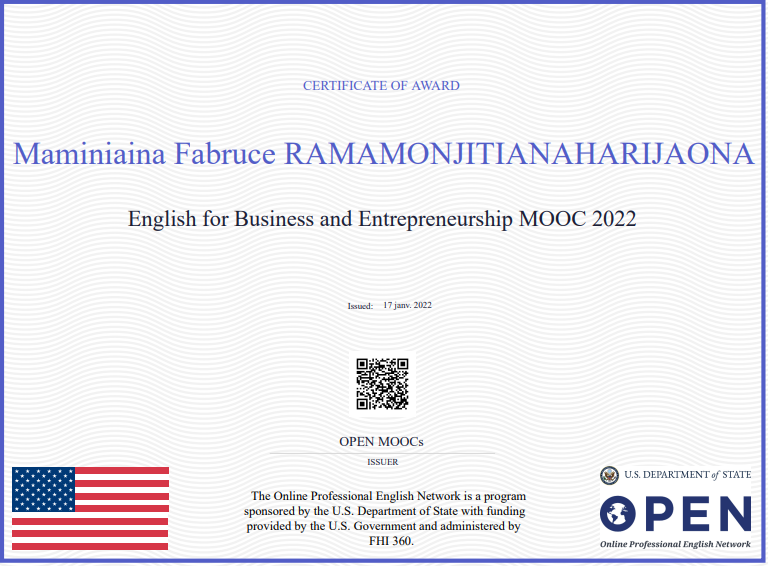 CERTIFICATE OF AWARD
Maminiaina Fabruce RAMAMONJITIANAHARIJAONA
English for Business and Entrepreneurship MOOC 2022
Issued: 17 janv. 2022
OPEN MOOCs
ISSUER
The Online Professional English Network is a program
sponsored by the U.S. Department of State with funding
provided by the U.S. Government and administered by
FHI 360.
U.S. DEPARTMENT of STATE
OPEN
Online Professional English Network